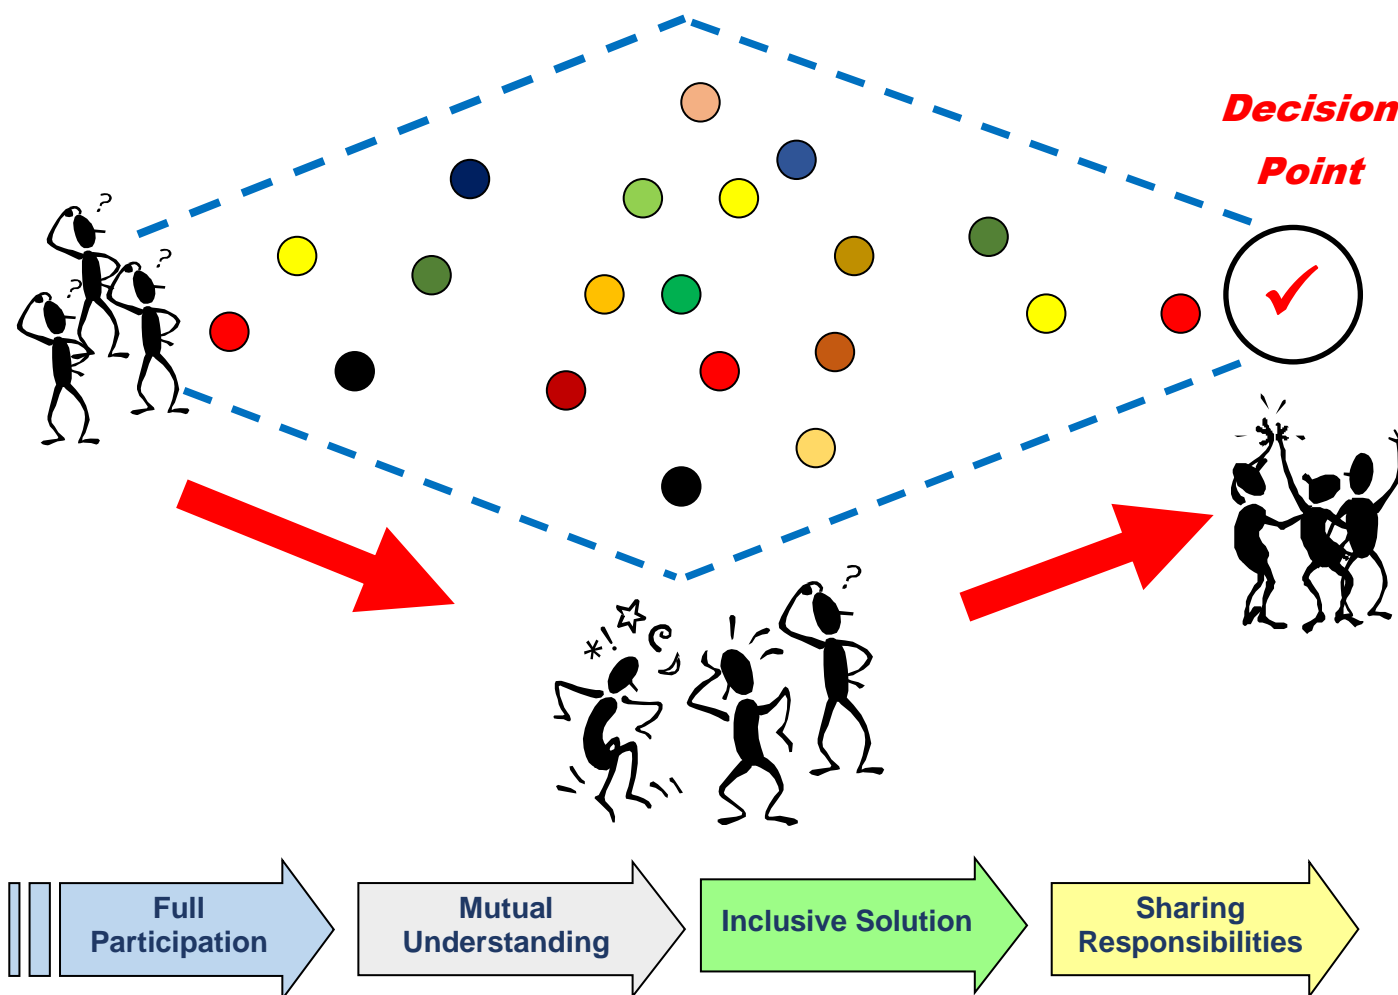 Decision
Point
?
?
?
*!
?
Full
Participation
Mutual
Understanding
Inclusive Solution
Sharing
Responsibilities